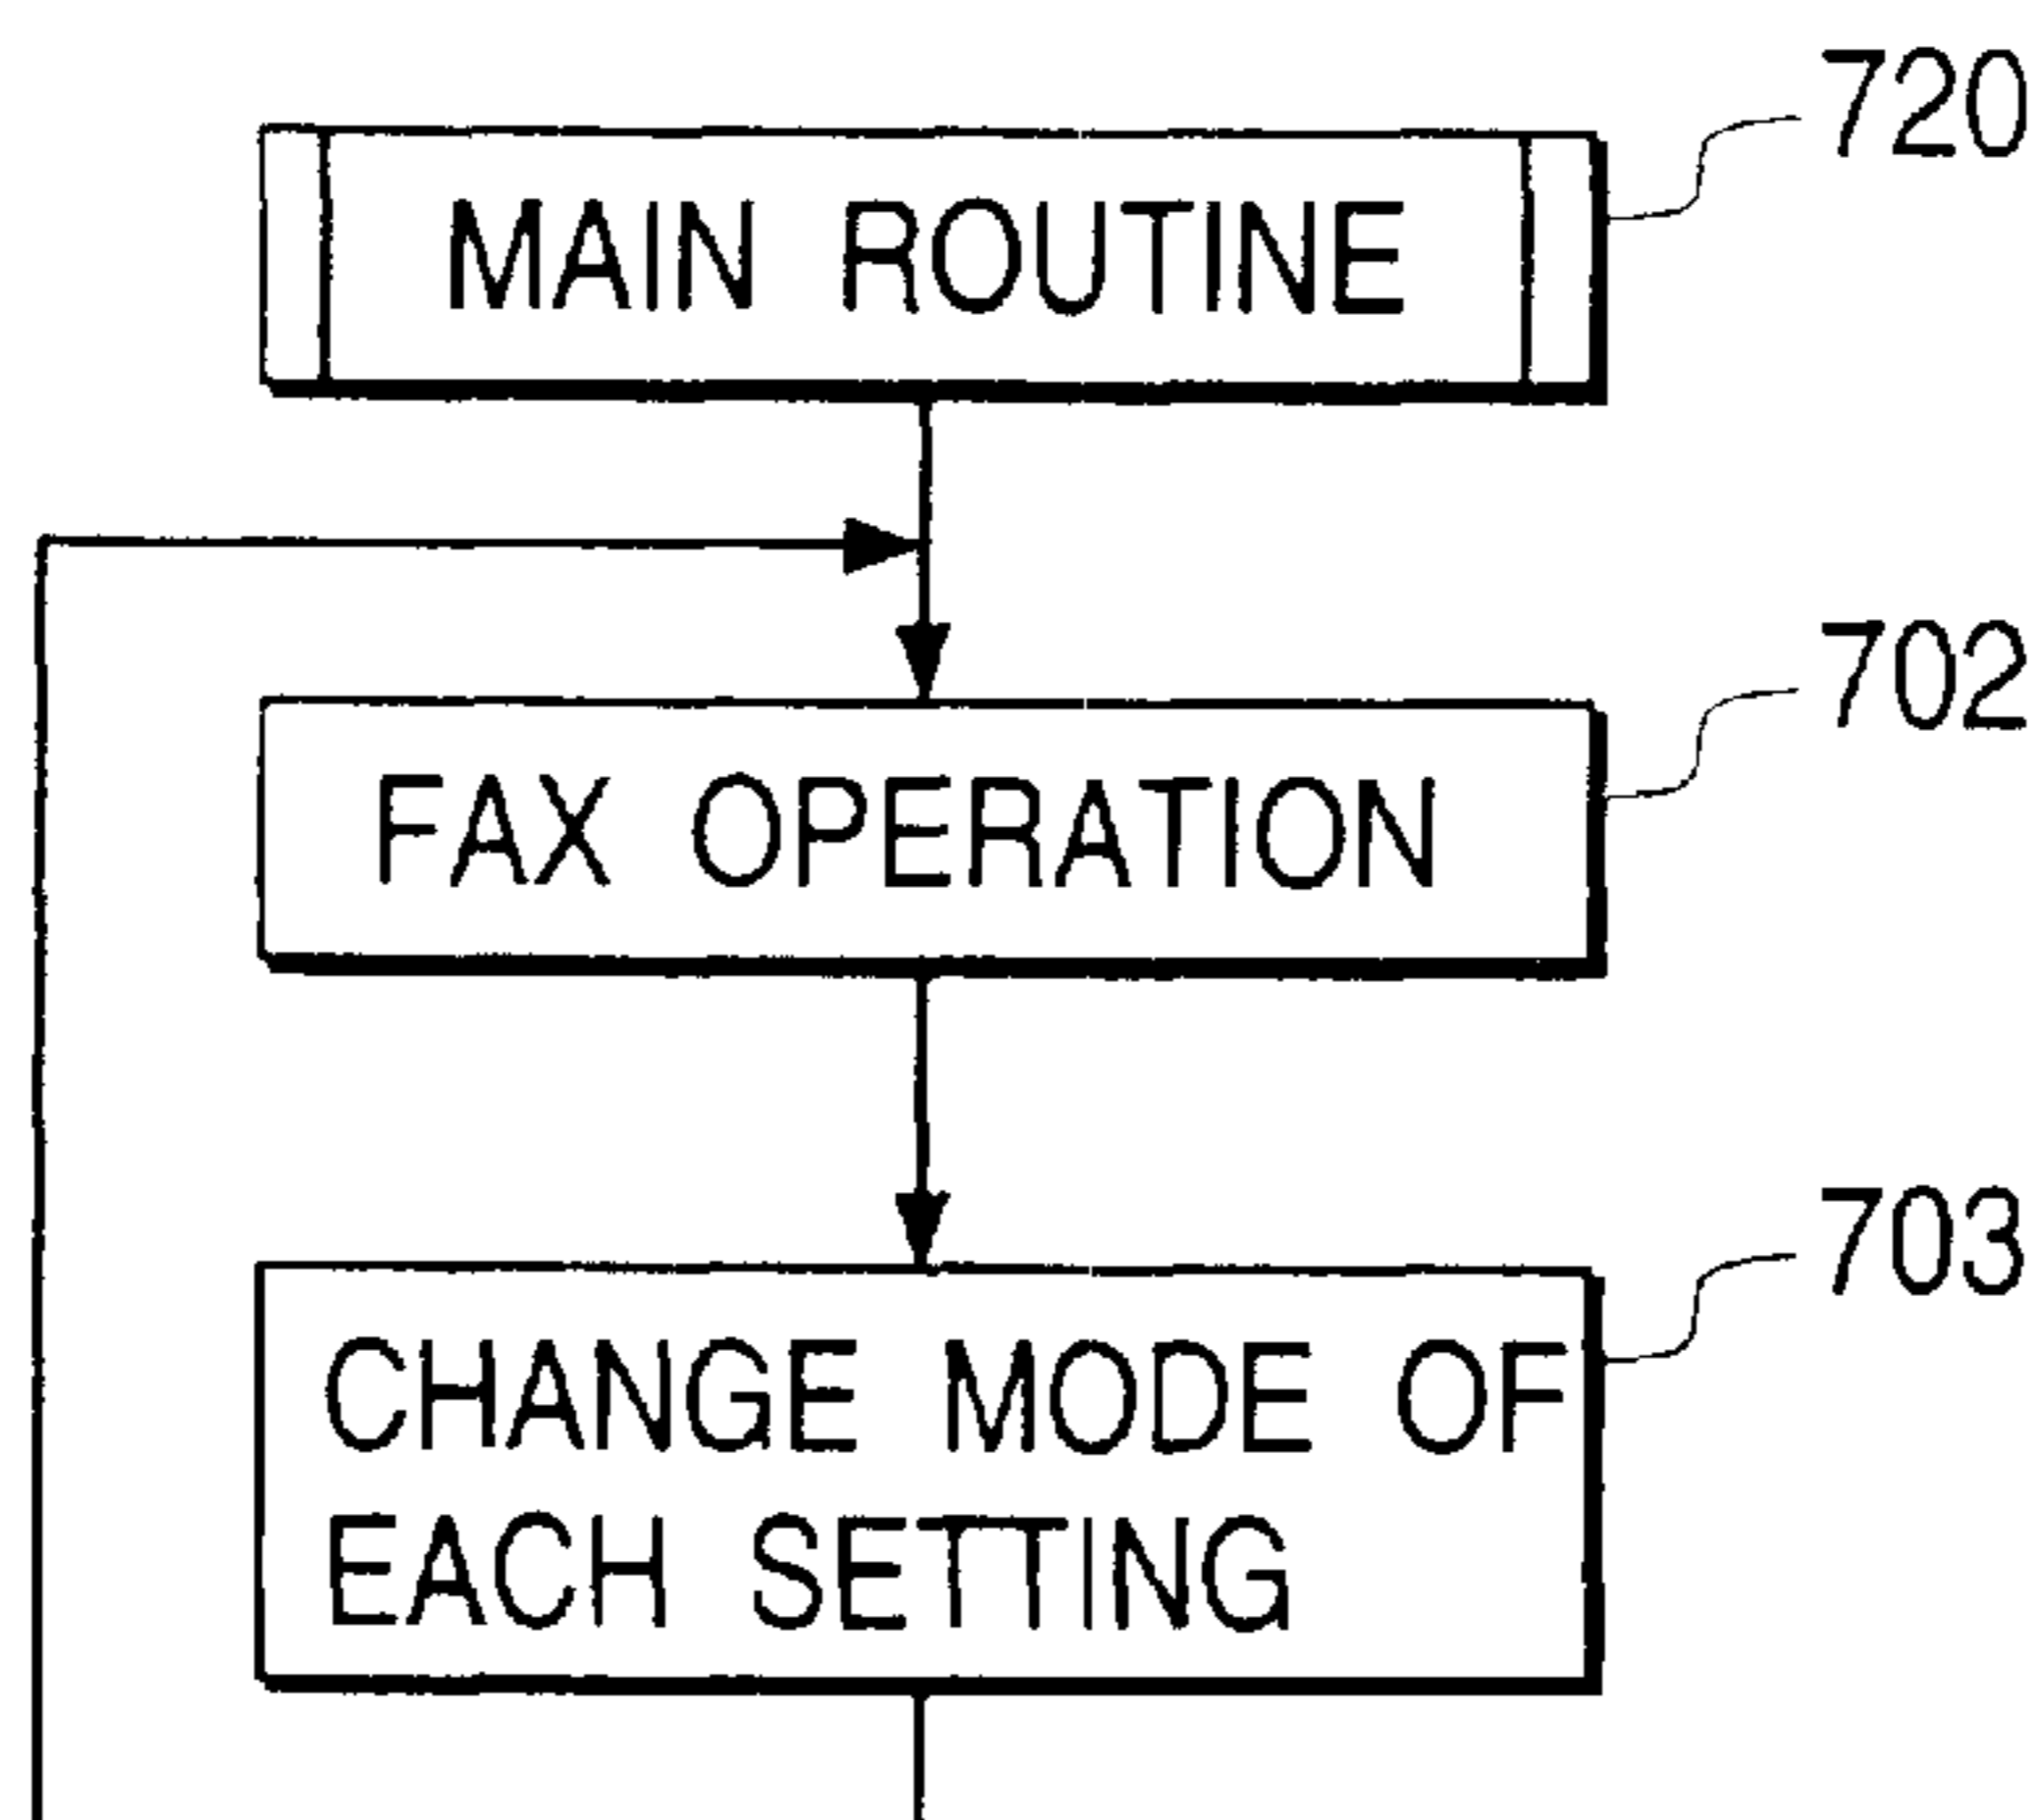 720
MAIN ROUTINE
702
FAX OPERATION
703
CHANGE MODE OF
EACH SETTING